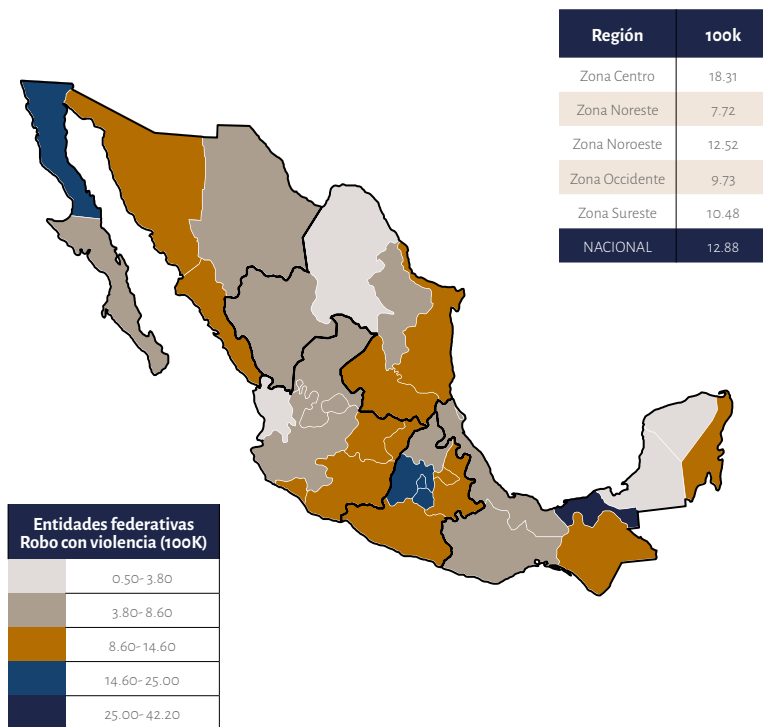 Región 100k
Zona Centro 18.31
Zona Noreste 7.72
Zona Noroeste 12.52
Zona Occidente 9.73
Zona Sureste 10.48
NACIONAL 12.88
Entidades federativas
Robo con violencia (100K)
0.50-3.80
3.80-8.60
8.60-14.60
14.60-25.00
25.00-42.20